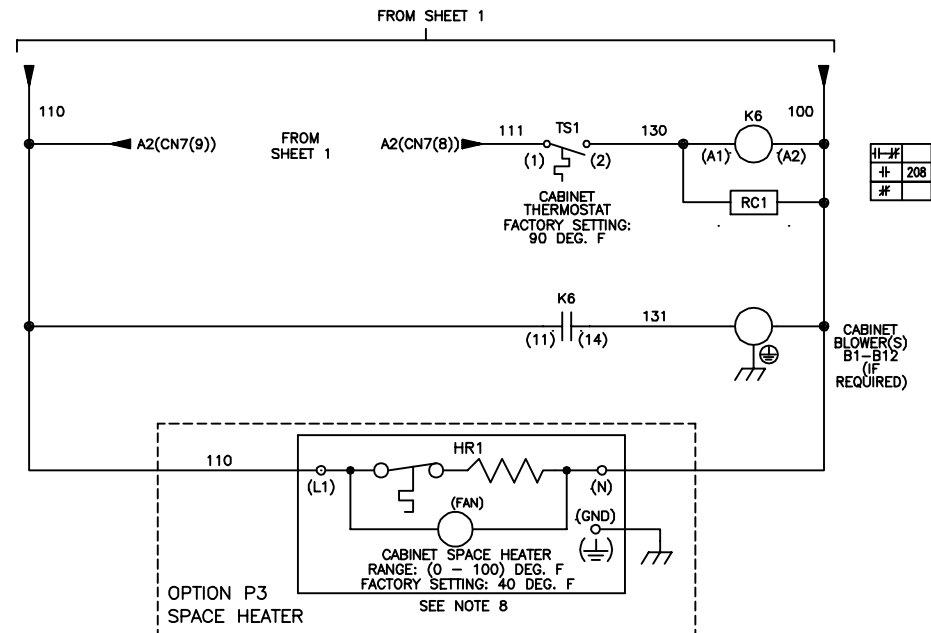 FROM SHEET 1
110
100
A2(CN7(9))
FROM
SHEET 1
A2(CN7(8))
111
TS1
130
K6
(1)
(2)
(A1)
(A2)
208
CABINET
THERMOSTAT
FACTORY SETTING:
90 DEG. F
RC1
K6
(11)
(14)
131
CABINET
BLOWER(S)
B1-B12
(IF
REQUIRED)
110
HR1
(L1)
(N)
(FAN)
(GND)
CABINET SPACE HEATER
RANGE: (0 - 100) DEG. F
FACTORY SETTING: 40 DEG. F
SEE NOTE 8
OPTION P3
SPACE HEATER